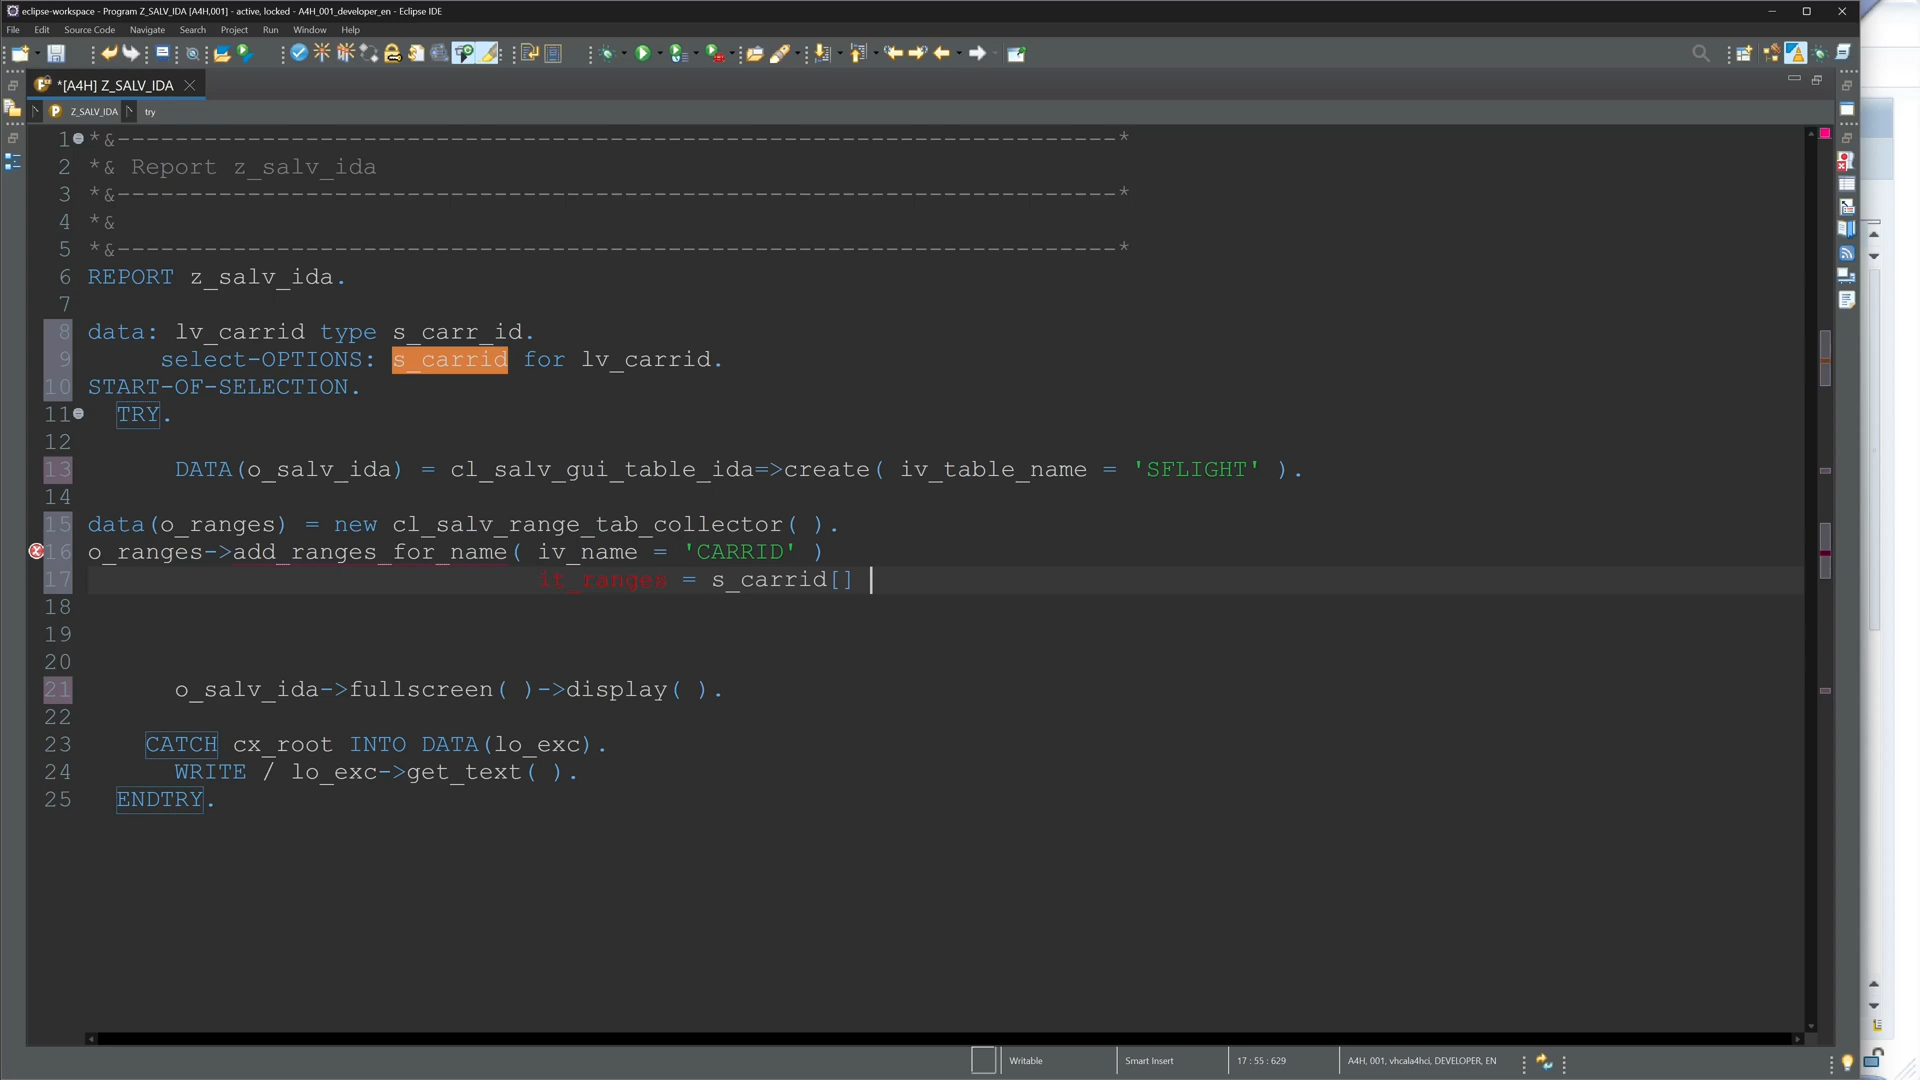 eclipse-workspace - Program Z_SALV_IDA [A4H,001] - active, locked - A4H_001_developer_en - Eclipse IDE
File Edit Source Code Navigate Search Project Run Window Help
*[A4H] Z_SALV_IDA
Z_SALV_IDA try
1 *&---------------------------------------------------------------------*
2 *& Report z_salv_ida
3 *&---------------------------------------------------------------------*
4 *&
5 *&---------------------------------------------------------------------*
6 REPORT z_salv_ida.
7
8 data: lv_carrid type s_carr_id.
9 select-OPTIONS: s_carrid for lv_carrid.
10 START-OF-SELECTION.
11 TRY.
12
13 DATA(o_salv_ida) = cl_salv_gui_table_ida=>create( iv_table_name = 'SFLIGHT' ).
14
15 data(o_ranges) = new cl_salv_range_tab_collector( ).
16 o_ranges->add_ranges_for_name( iv_name = 'CARRID' )
17 it_ranges = s_carrid[]
18
19
20
21 o_salv_ida->fullscreen( )->display( ).
22
23 CATCH cx_root INTO DATA(lo_exc).
24 WRITE / lo_exc->get_text( ).
25 ENDTRY.
Writable Smart Insert 17 : 55 : 629 A4H, 001, vhcala4hci, DEVELOPER, EN